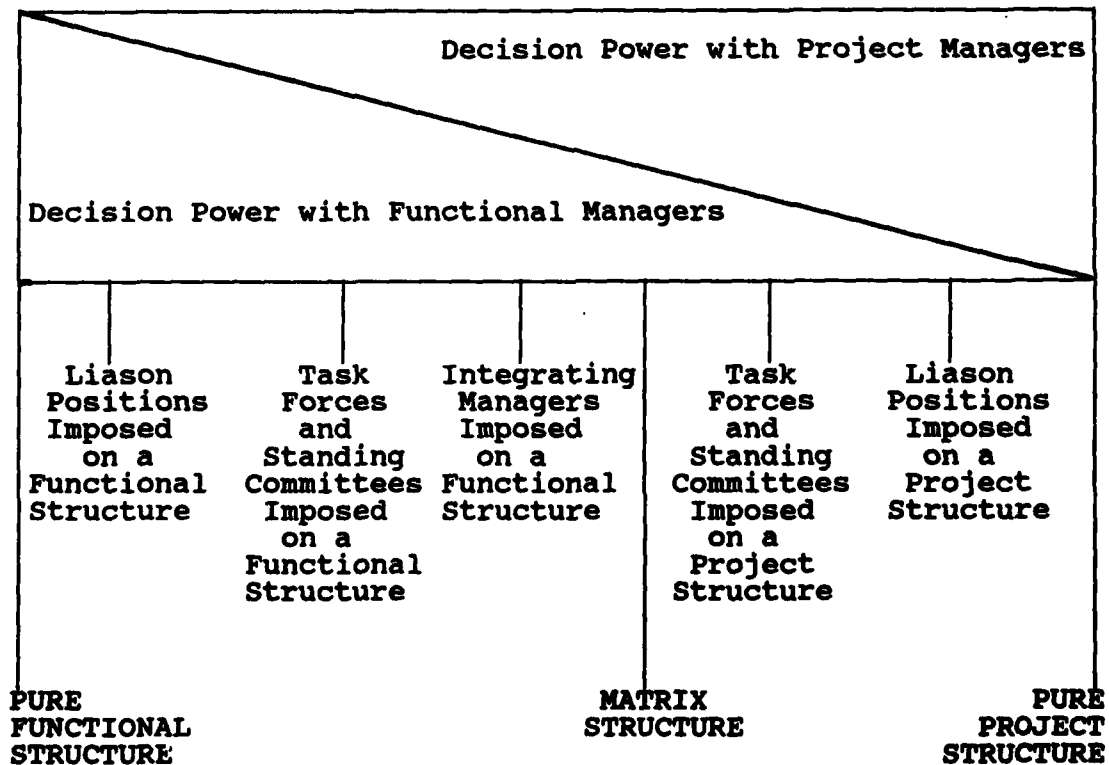 Decision Power with Project Managers
Decision Power with Functional Managers
Liason
Positions
Imposed
on a
Functional
Structure
Task
Forces
and
Standing
Committees
Imposed
on a
Functional
Structure
Integrating
Managers
Imposed
on a
Functional
Structure
Task
Forces
and
Standing
Committees
Imposed
on a
Project
Structure
Liason
Positions
Imposed
on a
Project
Structure
PURE
FUNCTIONAL
STRUCTURE
MATRIX
STRUCTURE
PURE
PROJECT
STRUCTURE